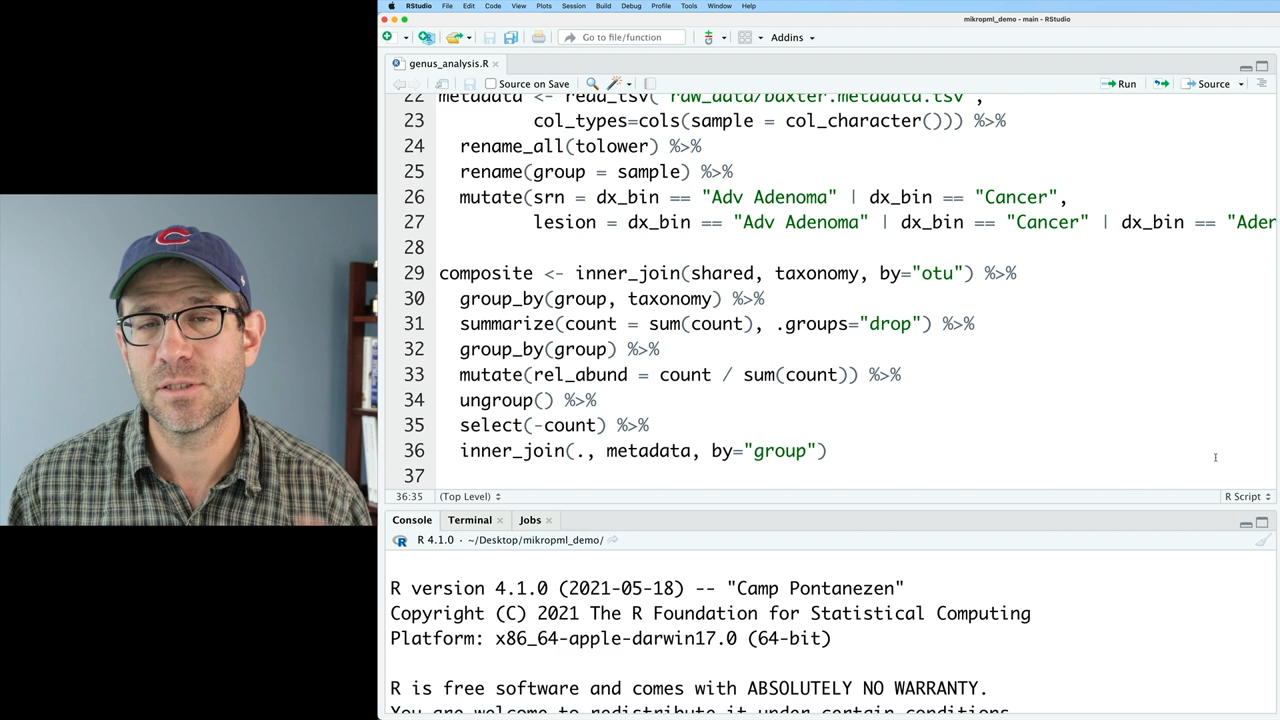 RStudio File Edit Code View Plots Session Build Debug Profile Tools Window Help
mikropml_demo - main - RStudio
Go to file/function Addins
genus_analysis.R
Source on Save Run Source
22 metadata <- read_tsv("raw_data/baxter.metadata.tsv",
23 col_types=cols(sample = col_character())) %>%
24 rename_all(tolower) %>%
25 rename(group = sample) %>%
26 mutate(srn = dx_bin == "Adv Adenoma" | dx_bin == "Cancer",
27 lesion = dx_bin == "Adv Adenoma" | dx_bin == "Cancer" | dx_bin == "Ader
28
29 composite <- inner_join(shared, taxonomy, by="otu") %>%
30 group_by(group, taxonomy) %>%
31 summarize(count = sum(count), .groups="drop") %>%
32 group_by(group) %>%
33 mutate(rel_abund = count / sum(count)) %>%
34 ungroup() %>%
35 select(-count) %>%
36 inner_join(., metadata, by="group")
37
36:35 (Top Level) R Script
Console Terminal Jobs
R 4.1.0 · ~/Desktop/mikropml_demo/
R version 4.1.0 (2021-05-18) -- "Camp Pontanezen"
Copyright (C) 2021 The R Foundation for Statistical Computing
Platform: x86_64-apple-darwin17.0 (64-bit)
R is free software and comes with ABSOLUTELY NO WARRANTY.
You are welcome to redistribute it under certain conditions